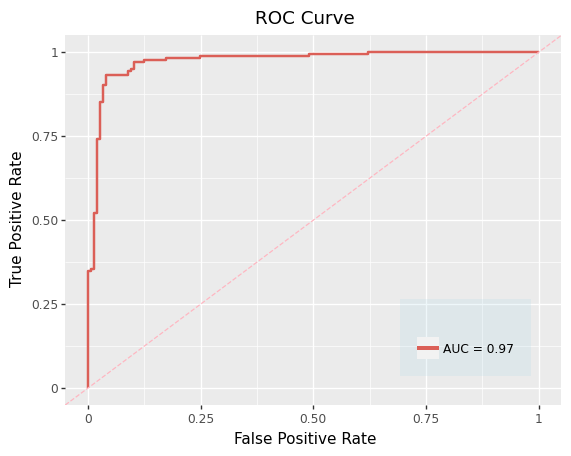 ROC Curve
True Positive Rate
1
0.75
0.50
0.25
0
AUC = 0.97
0
0.25
0.50
0.75
1
False Positive Rate